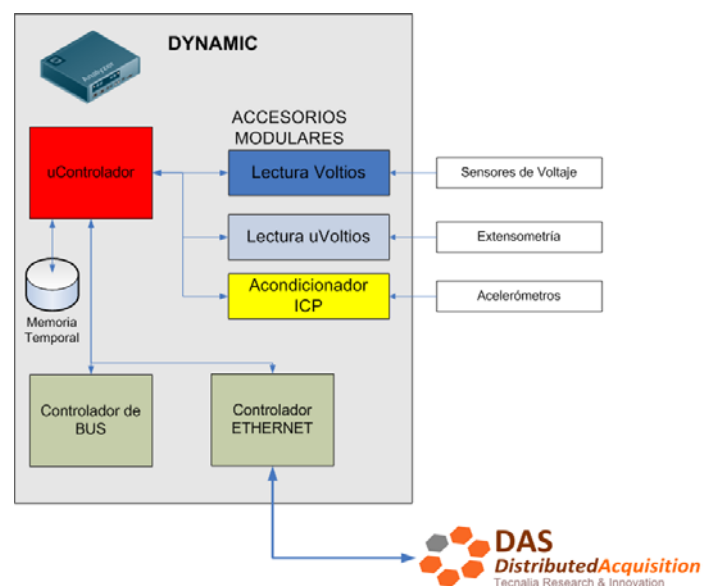 DYNAMIC
Analyzer
ACCESORIOS
MODULARES
uControlador
Lectura Voltios
Sensores de Voltaje
Lectura uVoltios
Extensometría
Acondicionador
ICP
Acelerómetros
Memoria
Temporal
Controlador de
BUS
Controlador
ETHERNET
DAS
DistributedAcquisition
Tecnalia Research & Innovation